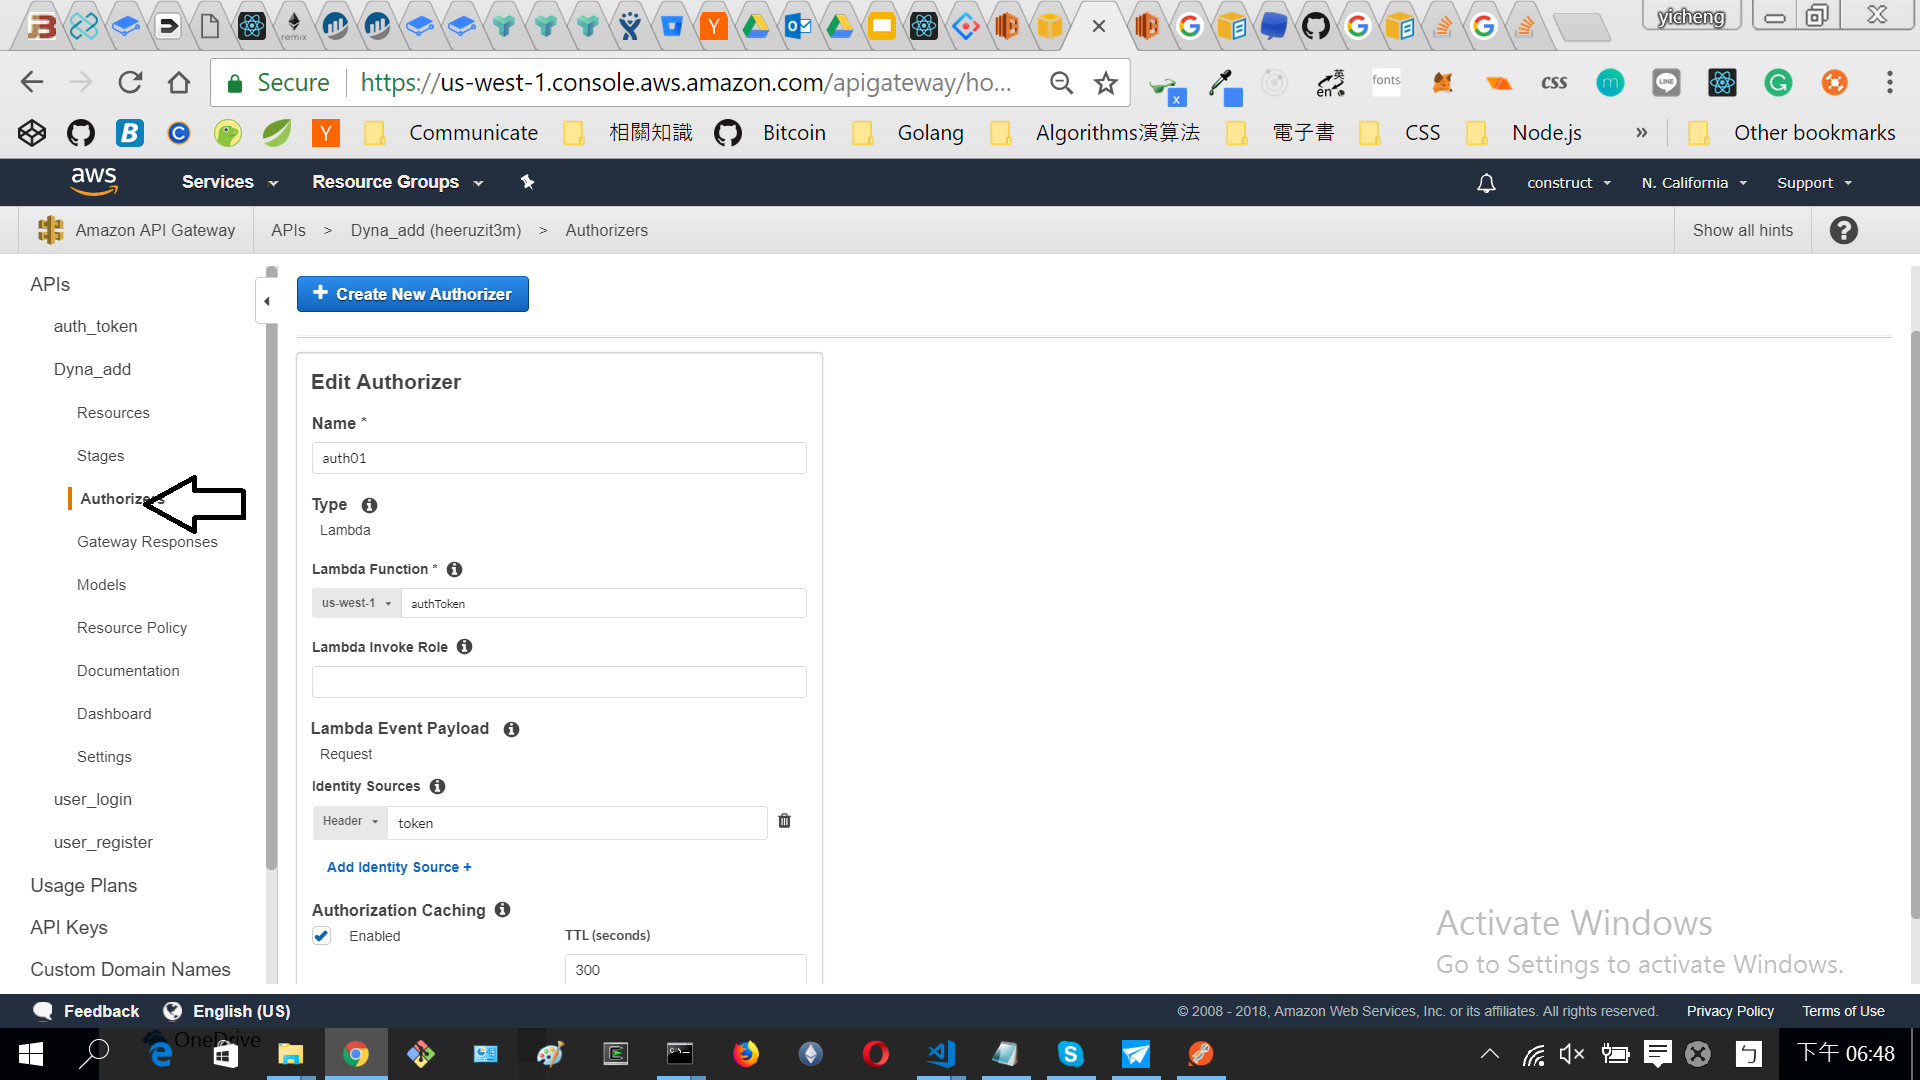 yicheng
Secure
https://us-west-1.console.aws.amazon.com/apigateway/ho...
Communicate 相關知識 Bitcoin Golang Algorithms演算法 電子書 CSS Node.js » Other bookmarks
aws Services Resource Groups construct N. California Support
Amazon API Gateway APIs > Dyna_add (heeruzit3m) > Authorizers Show all hints
APIs
auth_token
Dyna_add
Resources
Stages
Authorizers
Gateway Responses
Models
Resource Policy
Documentation
Dashboard
Settings
user_login
user_register
Usage Plans
API Keys
Custom Domain Names
+ Create New Authorizer
Edit Authorizer
Name *
auth01
Type
Lambda
Lambda Function *
us-west-1 authToken
Lambda Invoke Role
Lambda Event Payload
Request
Identity Sources
Header token
Add Identity Source +
Authorization Caching
Enabled
TTL (seconds)
300
Activate Windows
Go to Settings to activate Windows.
Feedback English (US) © 2008 - 2018, Amazon Web Services, Inc. or its affiliates. All rights reserved. Privacy Policy Terms of Use
OneDrive
下午 06:48